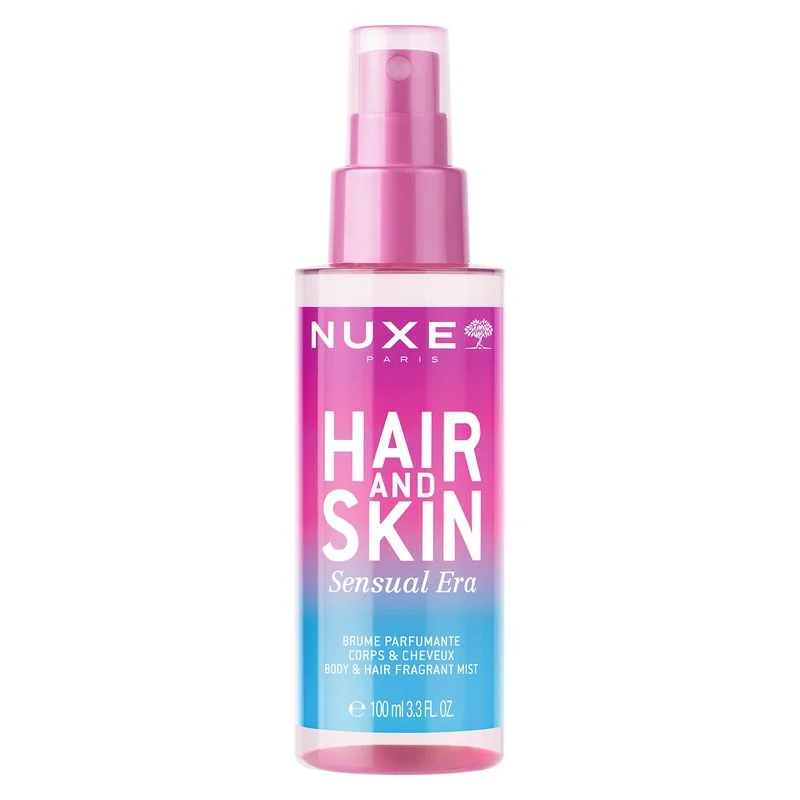 NUXE
PARIS
HAIR
AND
SKIN
Sensual Era
BRUME PARFUMANTE
CORPS & CHEVEUX
BODY & HAIR FRAGRANT MIST
℮ 100 ml 3.3 FL. OZ.